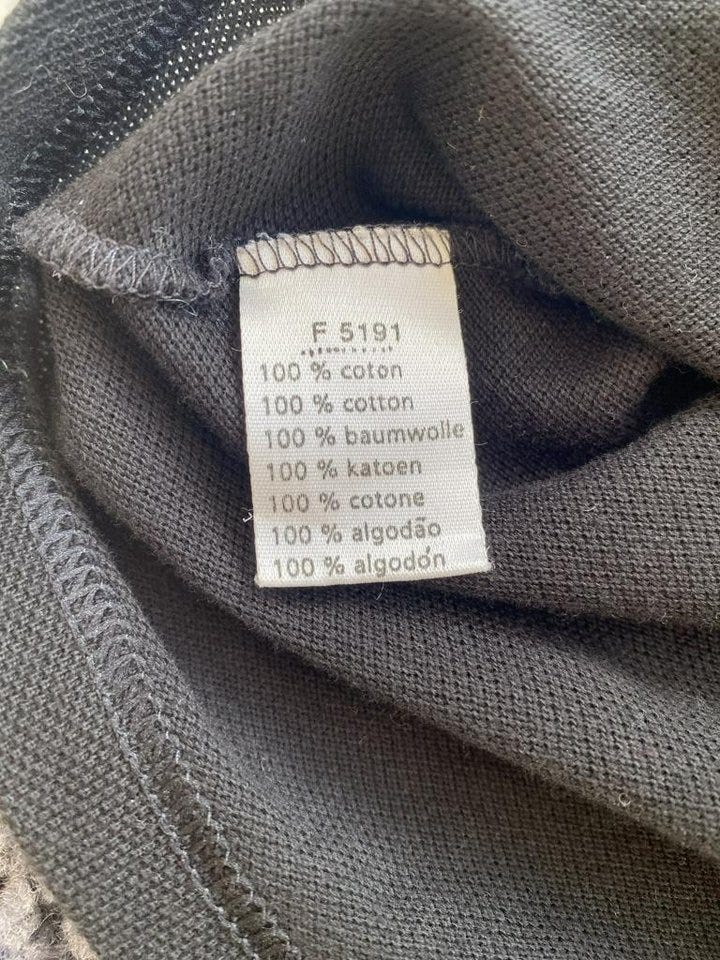 F 5191
100 % coton
100 % cotton
100 % baumwolle
100 % katoen
100 % cotone
100 % algodão
100 % algodón